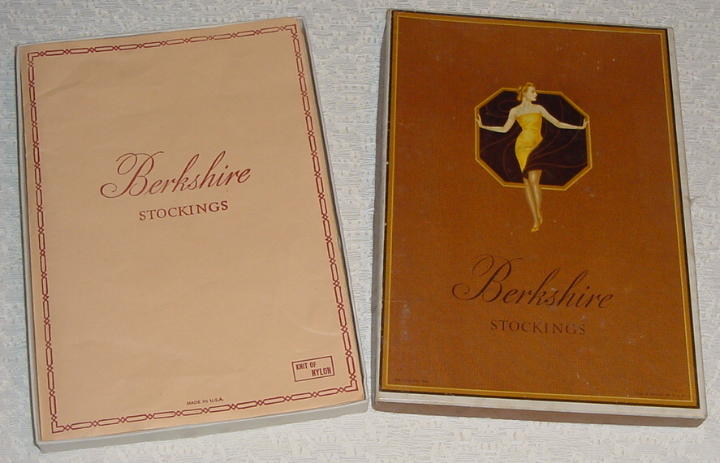 Berkshire
STOCKINGS
KNIT OF
NYLON
MADE IN U.S.A.
Berkshire
STOCKINGS